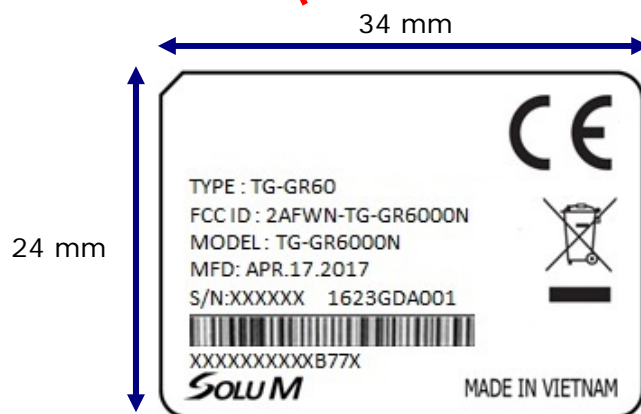 34 mm
24 mm
CE
TYPE : TG-GR60
FCC ID : 2AFWN-TG-GR6000N
MODEL : TG-GR6000N
MFD: APR.17.2017
S/N:XXXXXX 1623GDA001
XXXXXXXXXXB77X
SOLUM
MADE IN VIETNAM